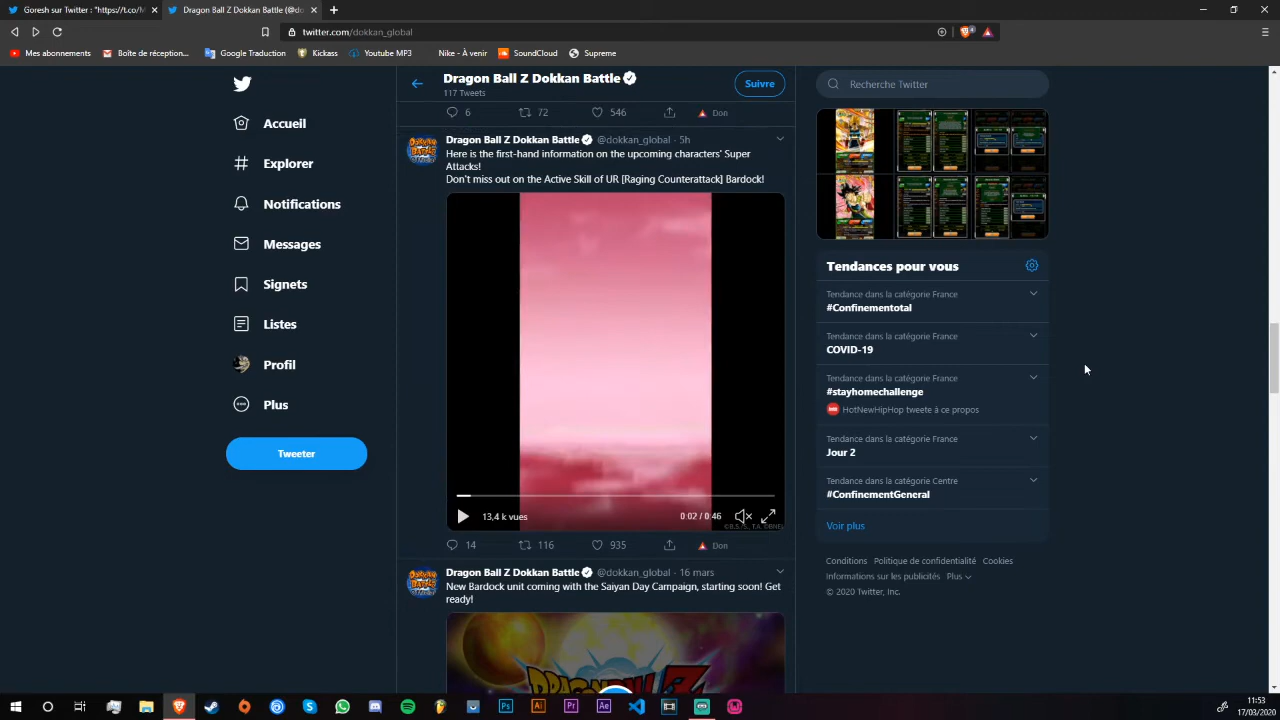 Goresh sur Twitter : "https://t.co/M
Dragon Ball Z Dokkan Battle (@do
twitter.com/dokkan_global
Mes abonnements
Boîte de réception...
Google Traduction
Kickass
Youtube MP3
Nike - À venir
SoundCloud
Supreme
Dragon Ball Z Dokkan Battle
117 Tweets
Suivre
Recherche Twitter
Accueil
Explorer
Notifications
Messages
Signets
Listes
Profil
Plus
Tweeter
6 72 546 Don
Dragon Ball Z Dokkan Battle @dokkan_global · 5h
Here is the first-hand information on the upcoming characters' Super
Attacks!
Don't miss out on the Active Skill of UR [Raging Counterattack] Bardock!
13,4 k vues
0:02 / 0:46
14 116 935 Don
Dragon Ball Z Dokkan Battle @dokkan_global · 16 mars
New Bardock unit coming with the Saiyan Day Campaign, starting soon! Get
ready!
DRAGONBALL Z
Tendances pour vous
Tendance dans la catégorie France
#Confinementotal
Tendance dans la catégorie France
COVID-19
Tendance dans la catégorie France
#stayhomechallenge
HotNewHipHop tweete à ce propos
Tendance dans la catégorie France
Jour 2
Tendance dans la catégorie Centre
#ConfinementGeneral
Voir plus
Conditions Politique de confidentialité Cookies
Informations sur les publicités Plus
© 2020 Twitter, Inc.
11:53
17/03/2020